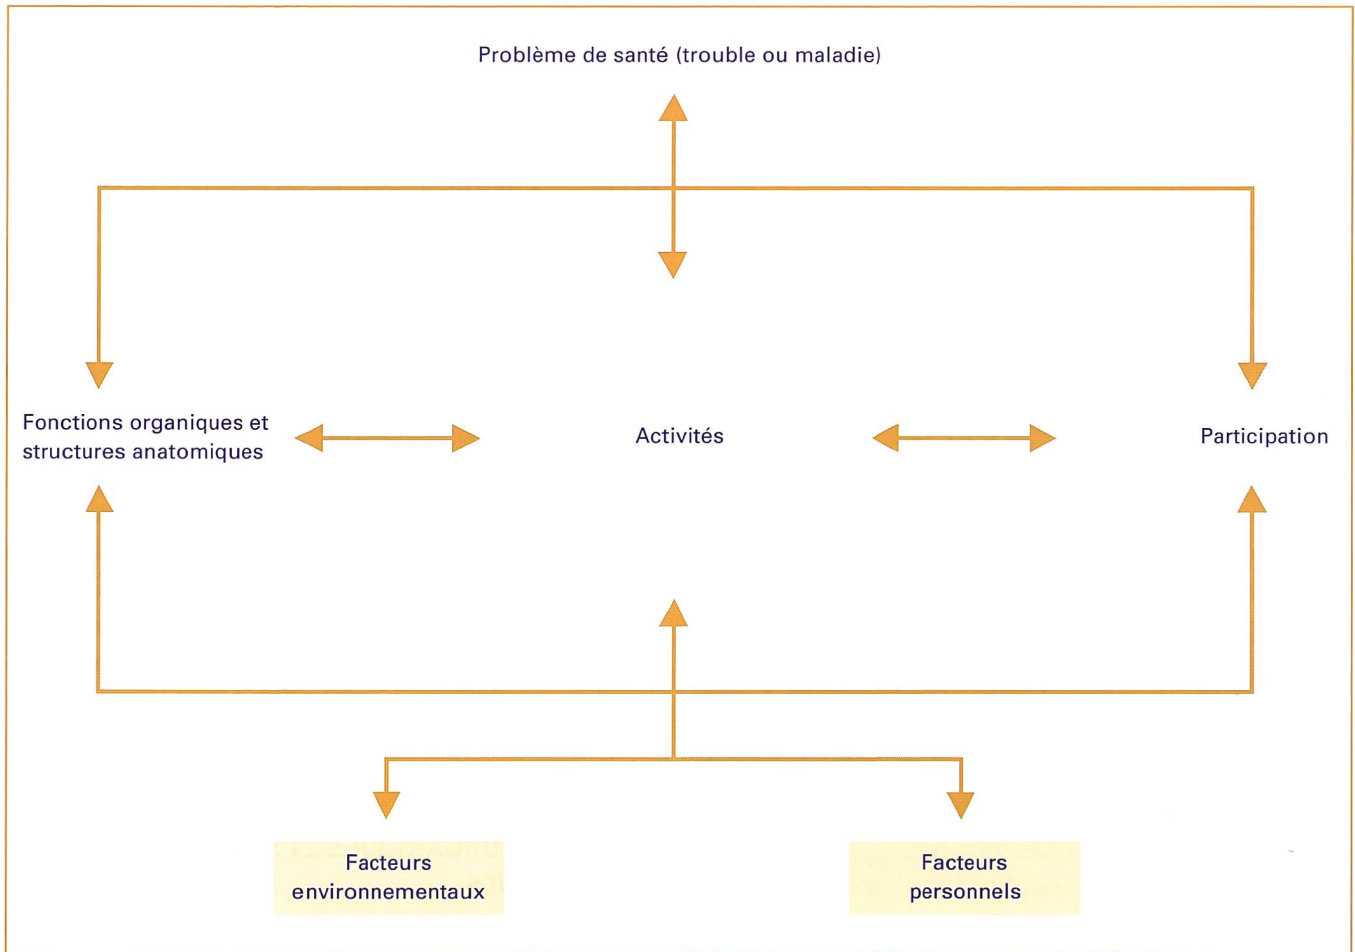 Problème de santé (trouble ou maladie)
Fonctions organiques et
structures anatomiques
Activités
Participation
Facteurs
environnementaux
Facteurs
personnels